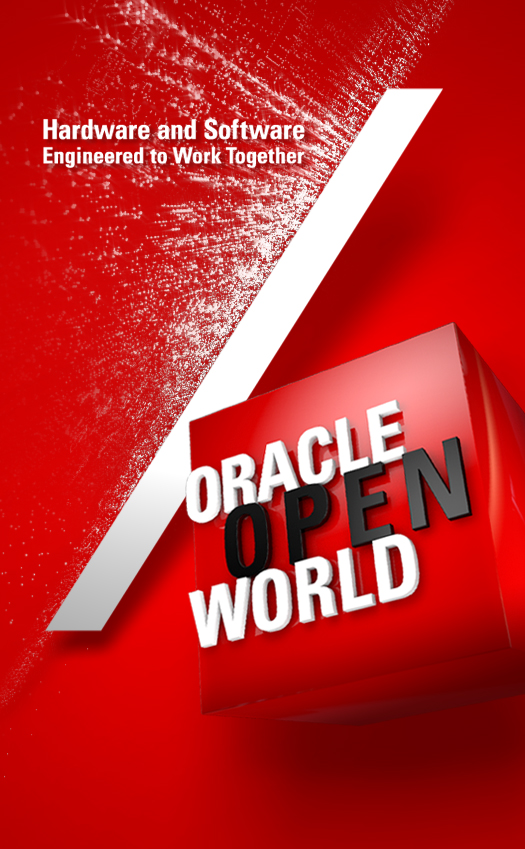 Hardware and Software
Engineered to Work Together
ORACLE
OPEN
WORLD